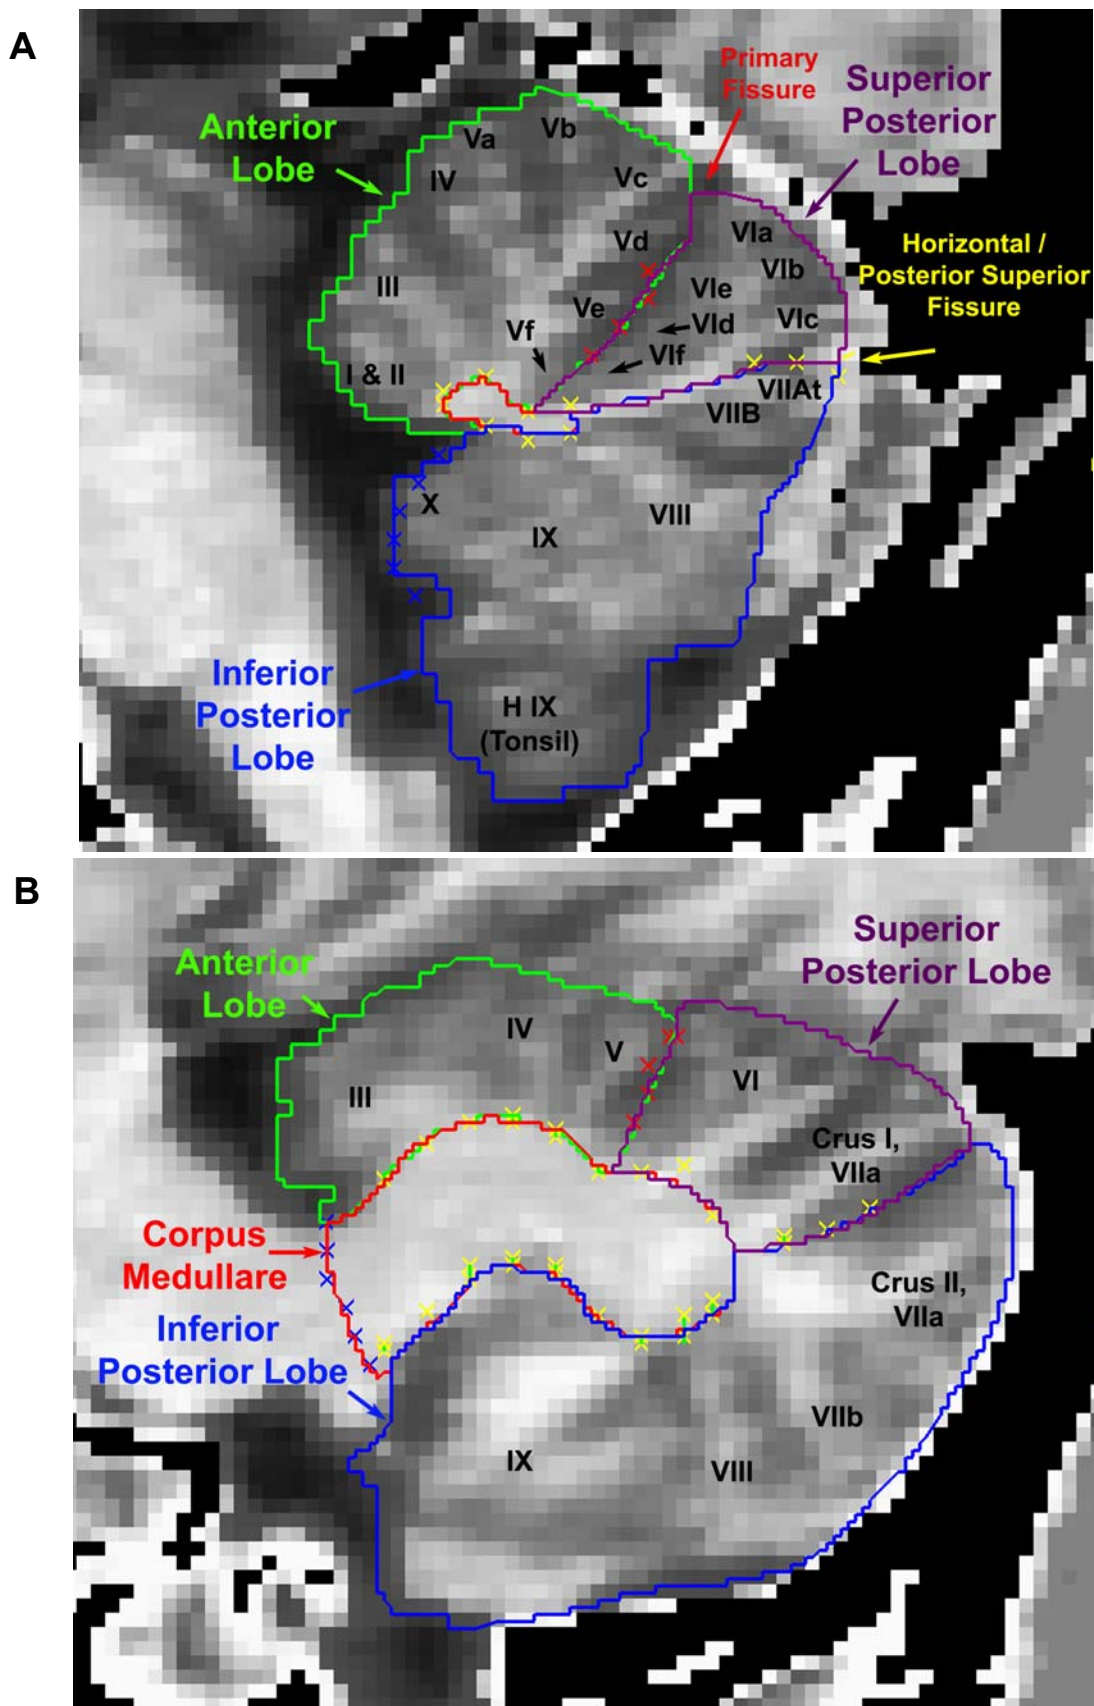 A
Primary
Fissure
Superior
Posterior
Lobe
Anterior
Lobe
Va
Vb
IV
Vc
Vd
VIa
VIb
Horizontal /
Posterior Superior
Fissure
III
Ve
VIe
VIc
Vf
VId
VIf
I & II
VIIAt
VIIB
X
VIII
IX
Inferior
Posterior
Lobe
H IX
(Tonsil)
B
Superior
Posterior Lobe
Anterior
Lobe
IV
V
VI
III
Crus I,
VIIa
Corpus
Medullare
Crus II,
VIIa
Inferior
Posterior Lobe
VIIb
IX
VIII